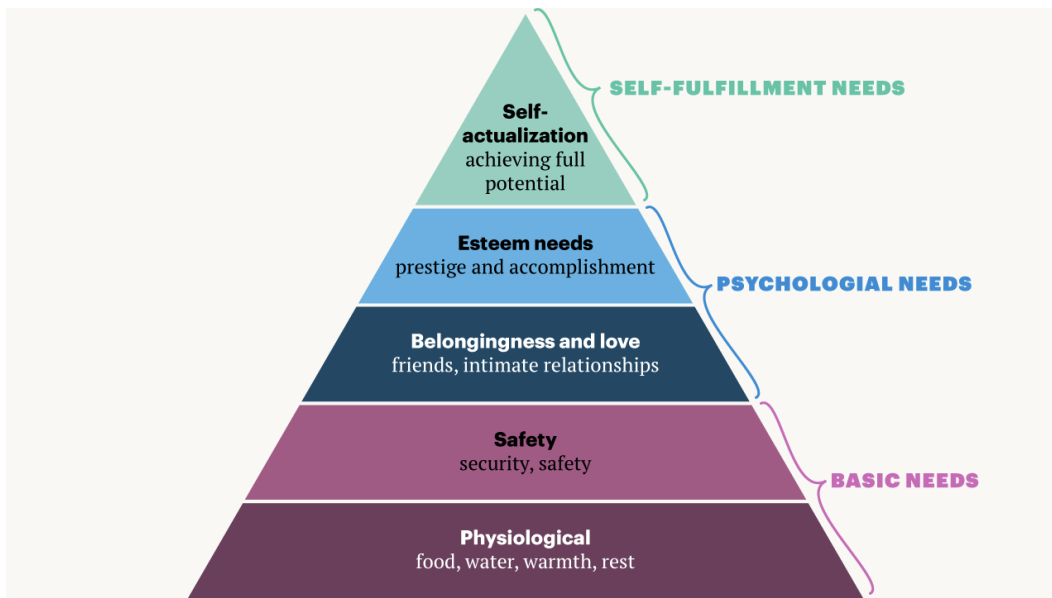 Self-
actualization
achieving full
potential
SELF-FULFILLMENT NEEDS
Esteem needs
prestige and accomplishment
PSYCHOLOGIAL NEEDS
Belongingness and love
friends, intimate relationships
Safety
security, safety
BASIC NEEDS
Physiological
food, water, warmth, rest